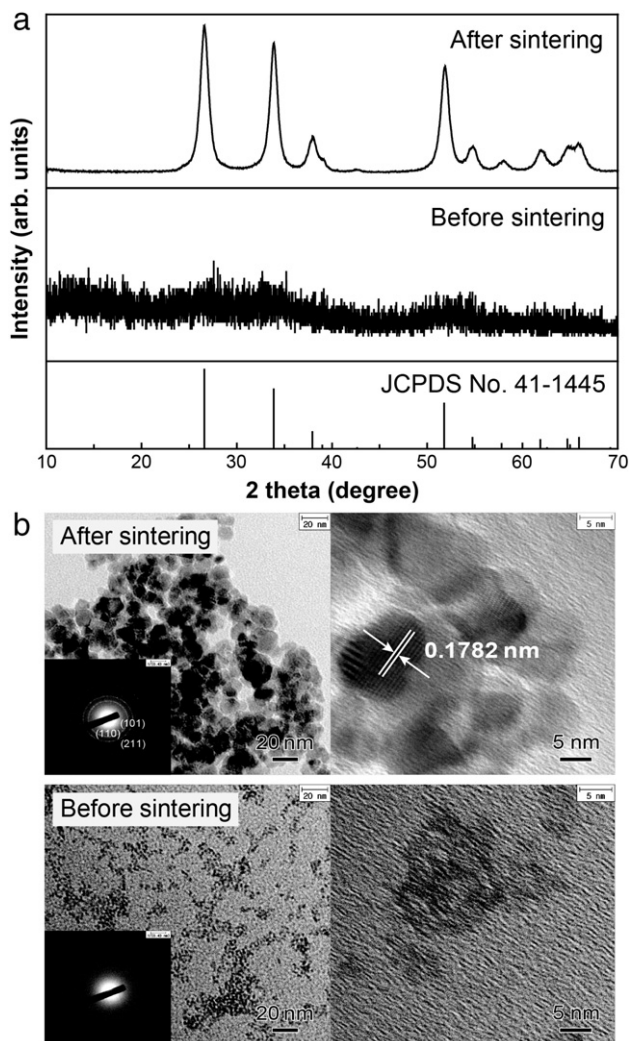 a
After sintering
Before sintering
JCPDS No. 41-1445
Intensity (arb. units)
10 20 30 40 50 60 70
2 theta (degree)
b
After sintering
20 nm
5 nm
0.1782 nm
(101)
(110)
(211)
20 nm
5 nm
Before sintering
20 nm
5 nm
20 nm
5 nm